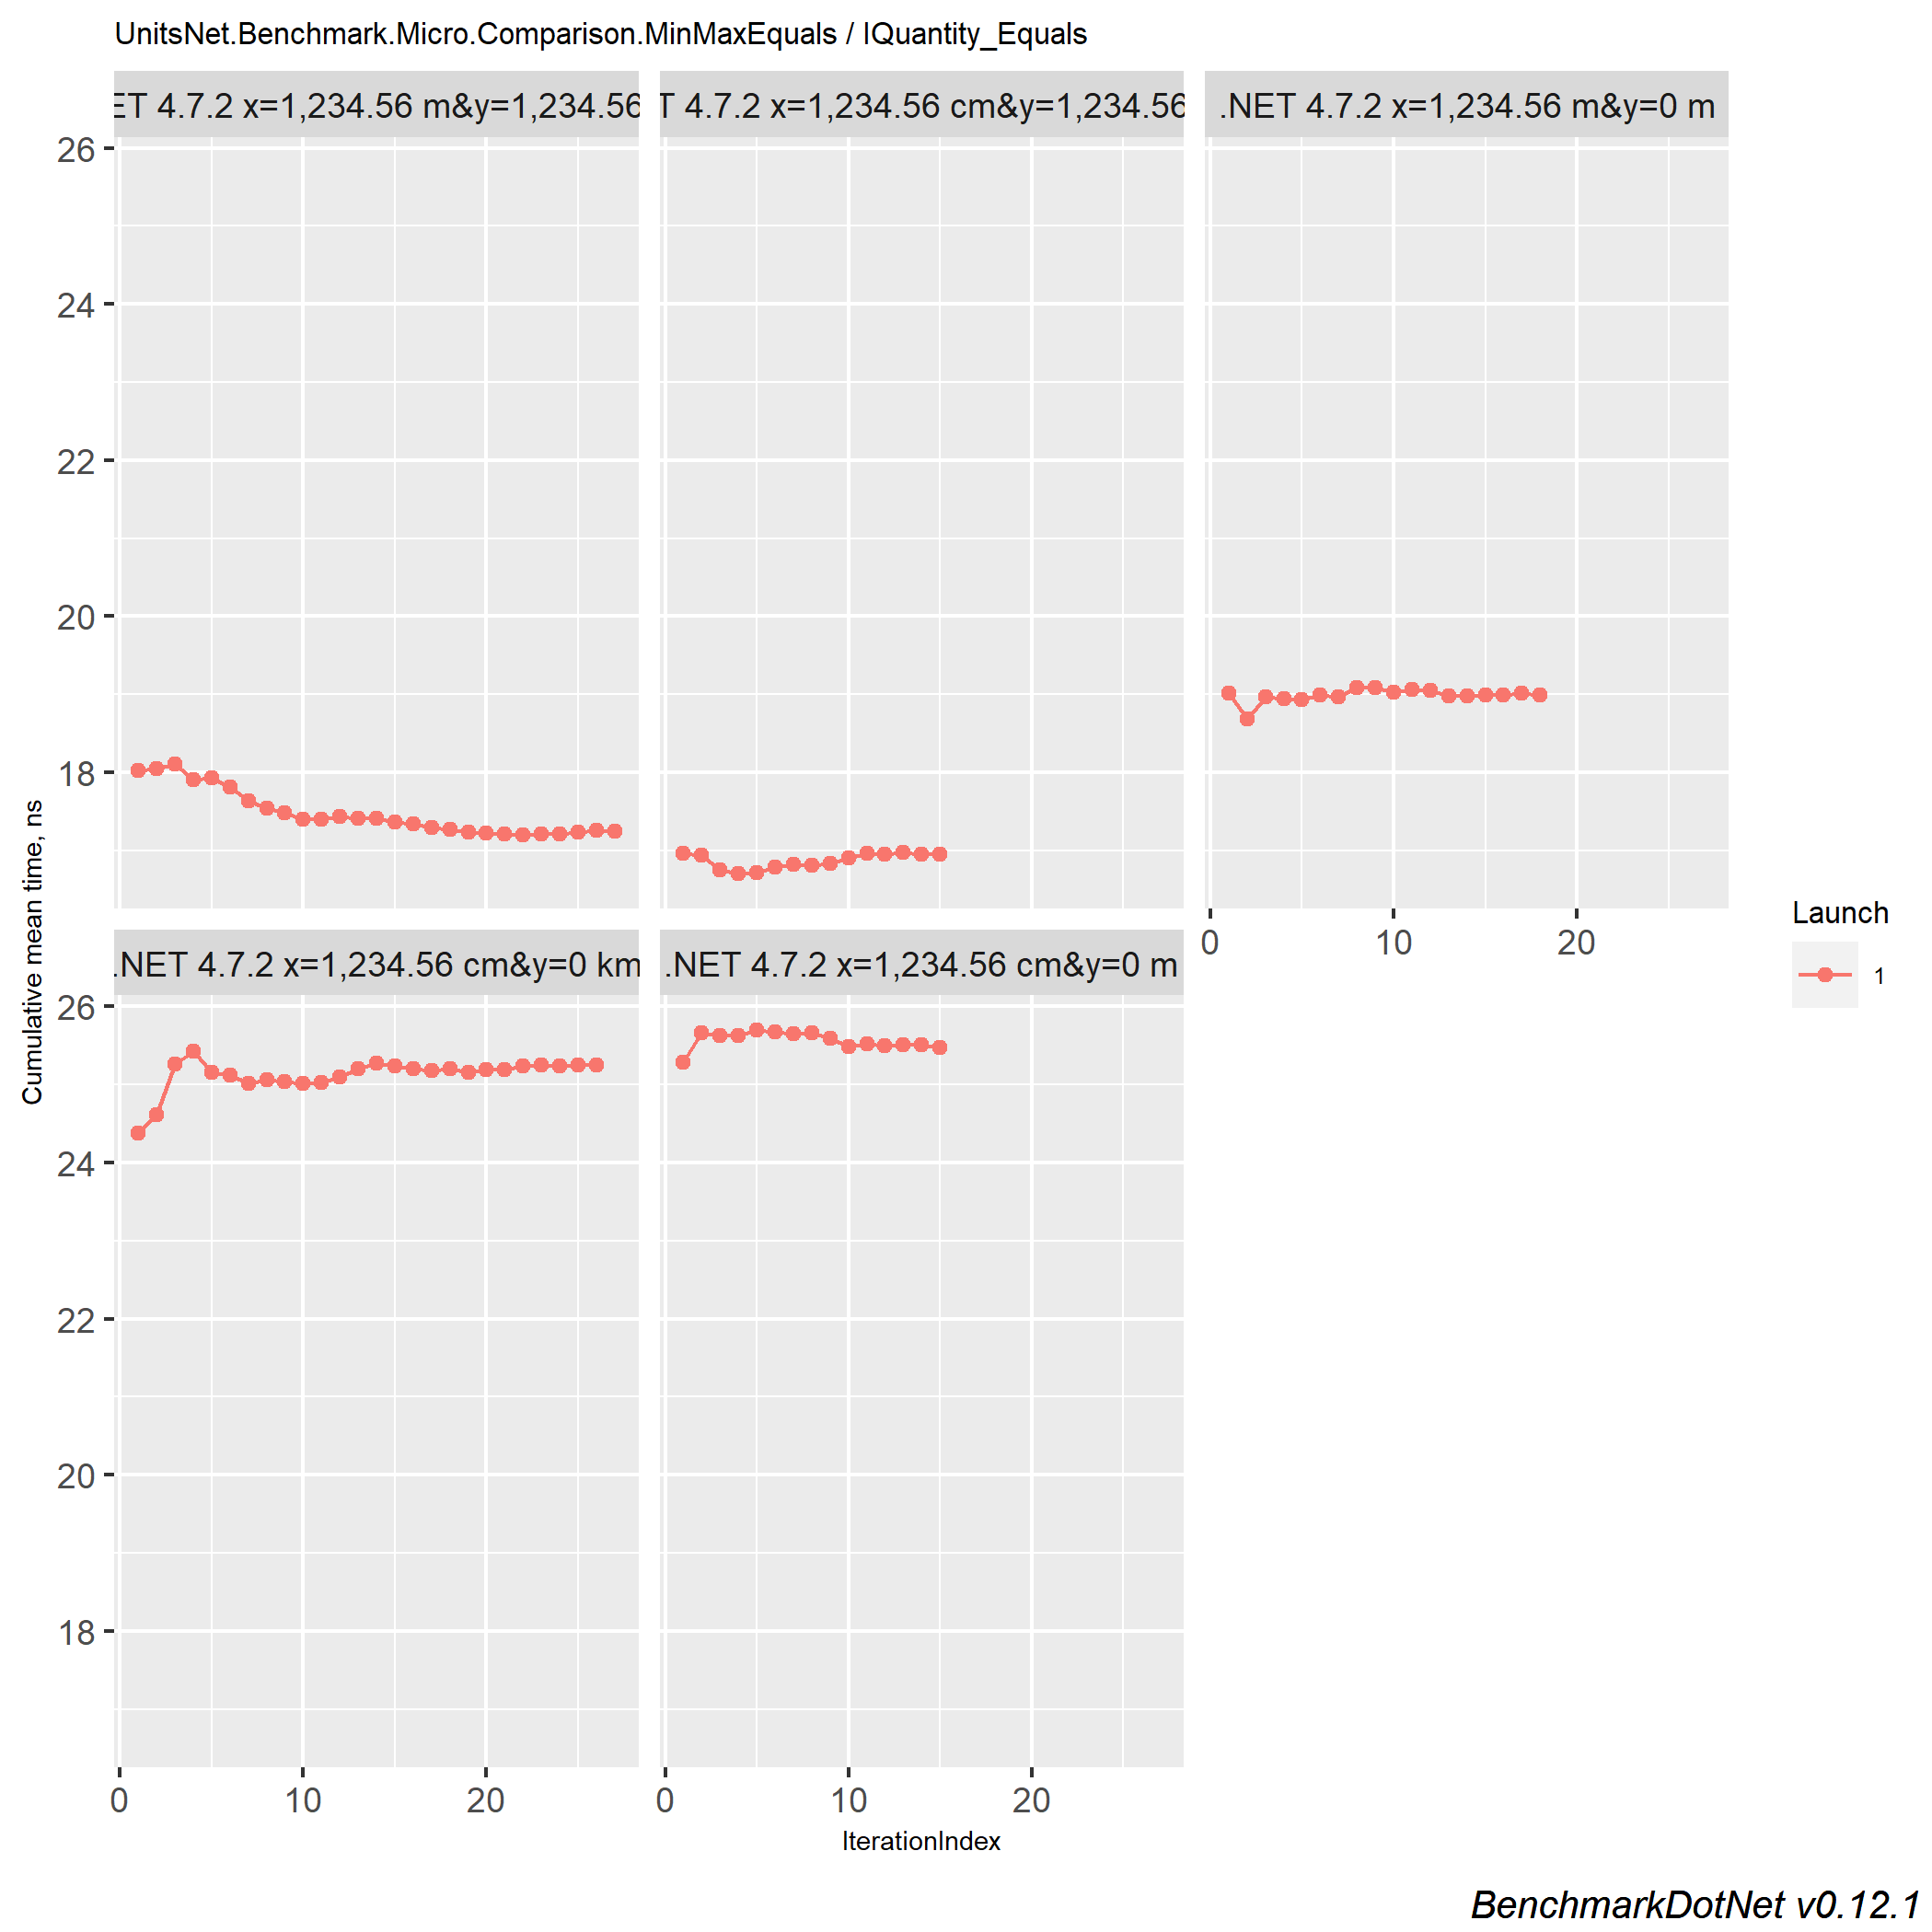 UnitsNet.Benchmark.Micro.Comparison.MinMaxEquals / IQuantity_Equals
ET 4.7.2 x=1,234.56 m&y=1,234.56
T 4.7.2 x=1,234.56 cm&y=1,234.56
.NET 4.7.2 x=1,234.56 m&y=0 m
26
24
22
20
18
0
10
20
.NET 4.7.2 x=1,234.56 cm&y=0 km
.NET 4.7.2 x=1,234.56 cm&y=0 m
26
24
22
20
18
0
10
20
0
10
20
Cumulative mean time, ns
IterationIndex
Launch
1
BenchmarkDotNet v0.12.1